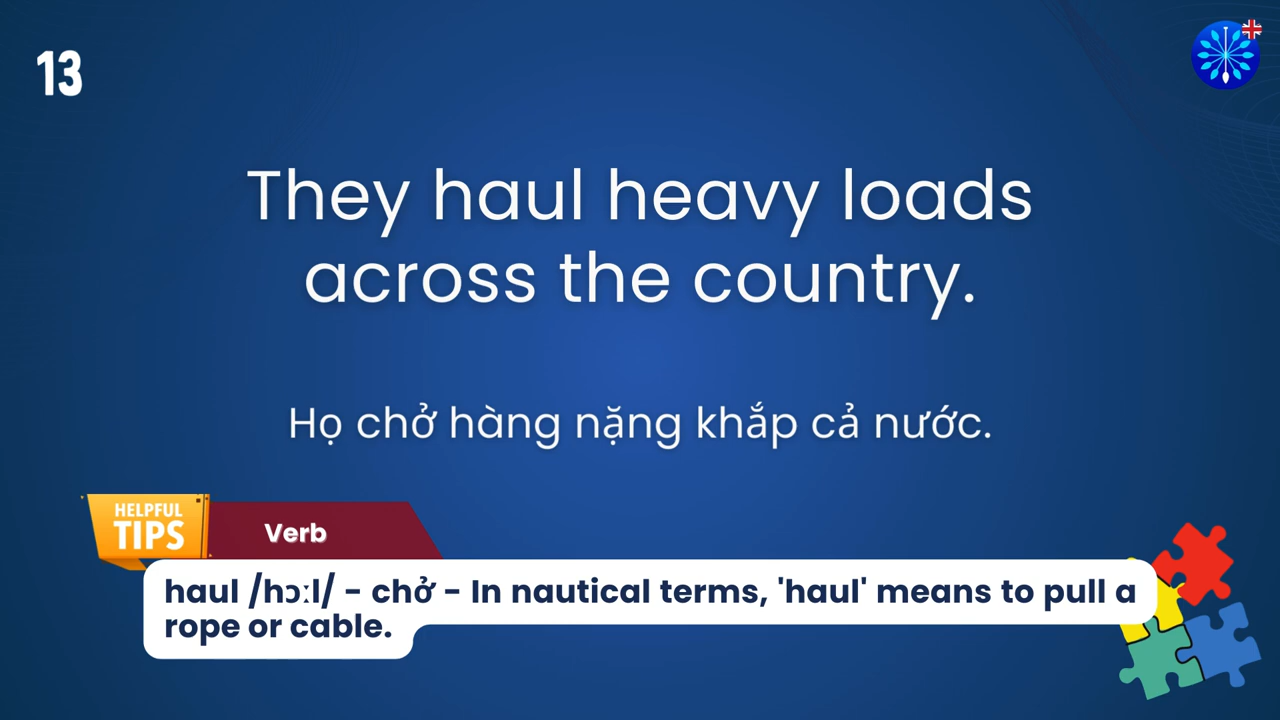 13
They haul heavy loads
across the country.
Họ chở hàng nặng khắp cả nước.
HELPFUL
TIPS
Verb
haul /hɔːl/ - chở - In nautical terms, 'haul' means to pull a
rope or cable.